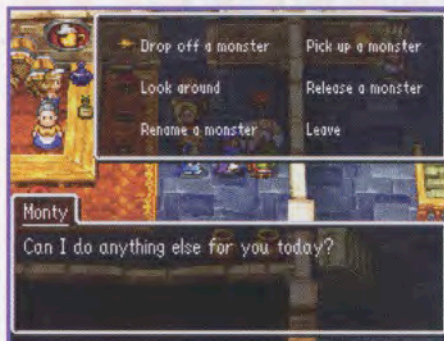 Drop off a monster Pick up a monster
Look around Release a monster
Rename a monster Leave
Monty
Can I do anything else for you today?